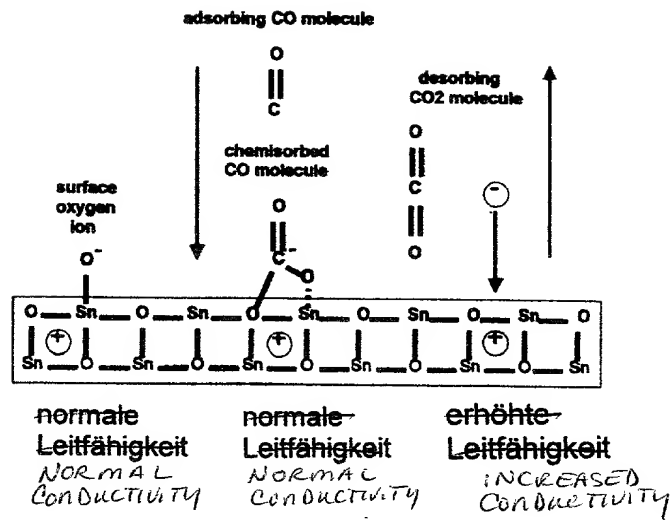 adsorbing CO molecule
O
C
desorbing
CO2 molecule
O
C
O
−
chemisorbed
CO molecule
O
C-
O
surface
oxygen
ion
O-
O Sn O Sn O Sn O Sn O Sn O
+ + +
Sn O Sn O Sn O Sn O Sn O Sn
normale
Leitfähigkeit
NORMAL
CONDUCTIVITY
normale
Leitfähigkeit
NORMAL
CONDUCTIVITY
erhöhte
Leitfähigkeit
INCREASED
CONDUCTIVITY